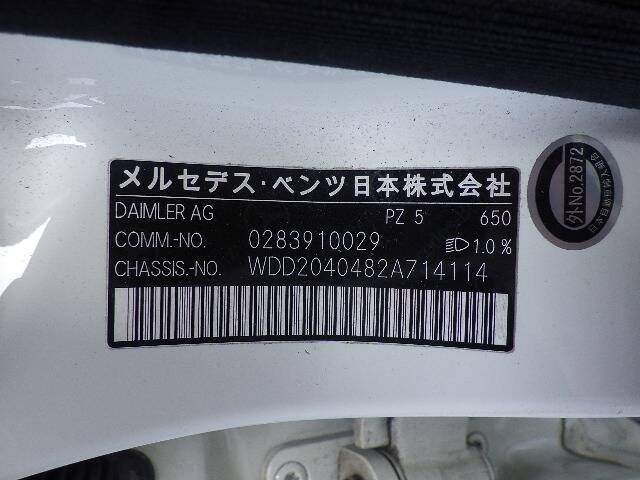 メルセデス・ベンツ日本株式会社
DAIMLER AG PZ 5 650
COMM.-NO. 0283910029 1.0 %
CHASSIS.-NO. WDD2040482A714114
外No.2872